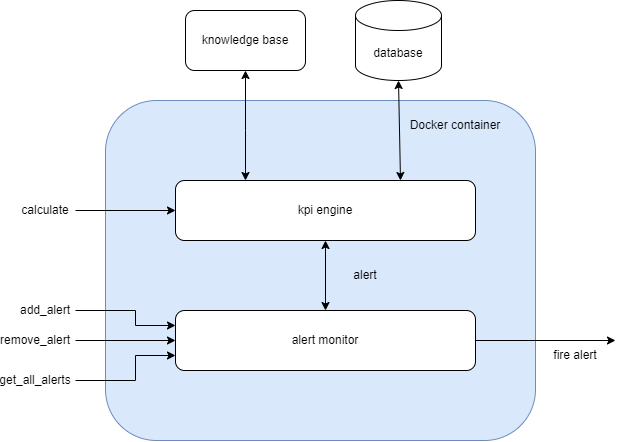 knowledge base
database
Docker container
calculate
kpi engine
alert
add_alert
remove_alert
alert monitor
fire alert
get_all_alerts